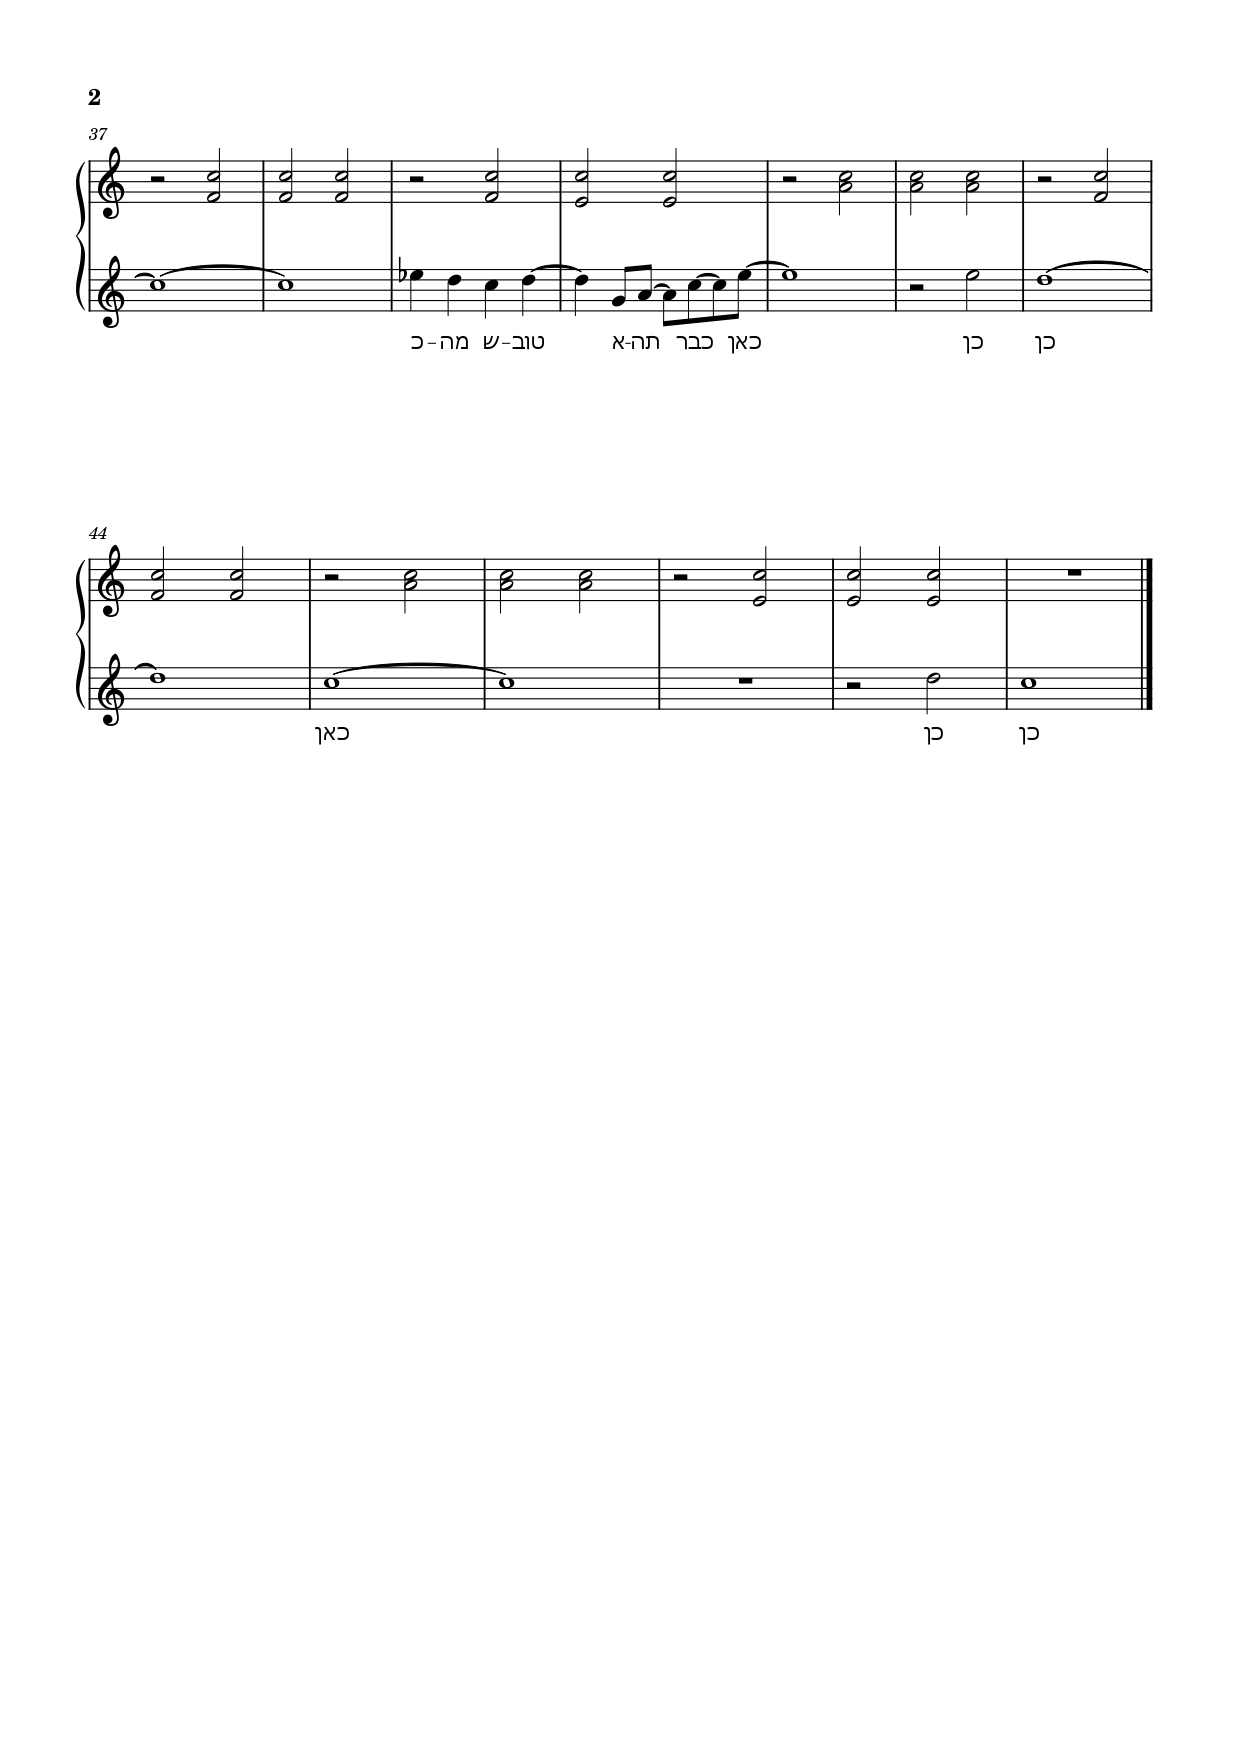 2
37
כ – מה ש – טוב א - תה כבר כאן כן כן
44
כאן כן כן